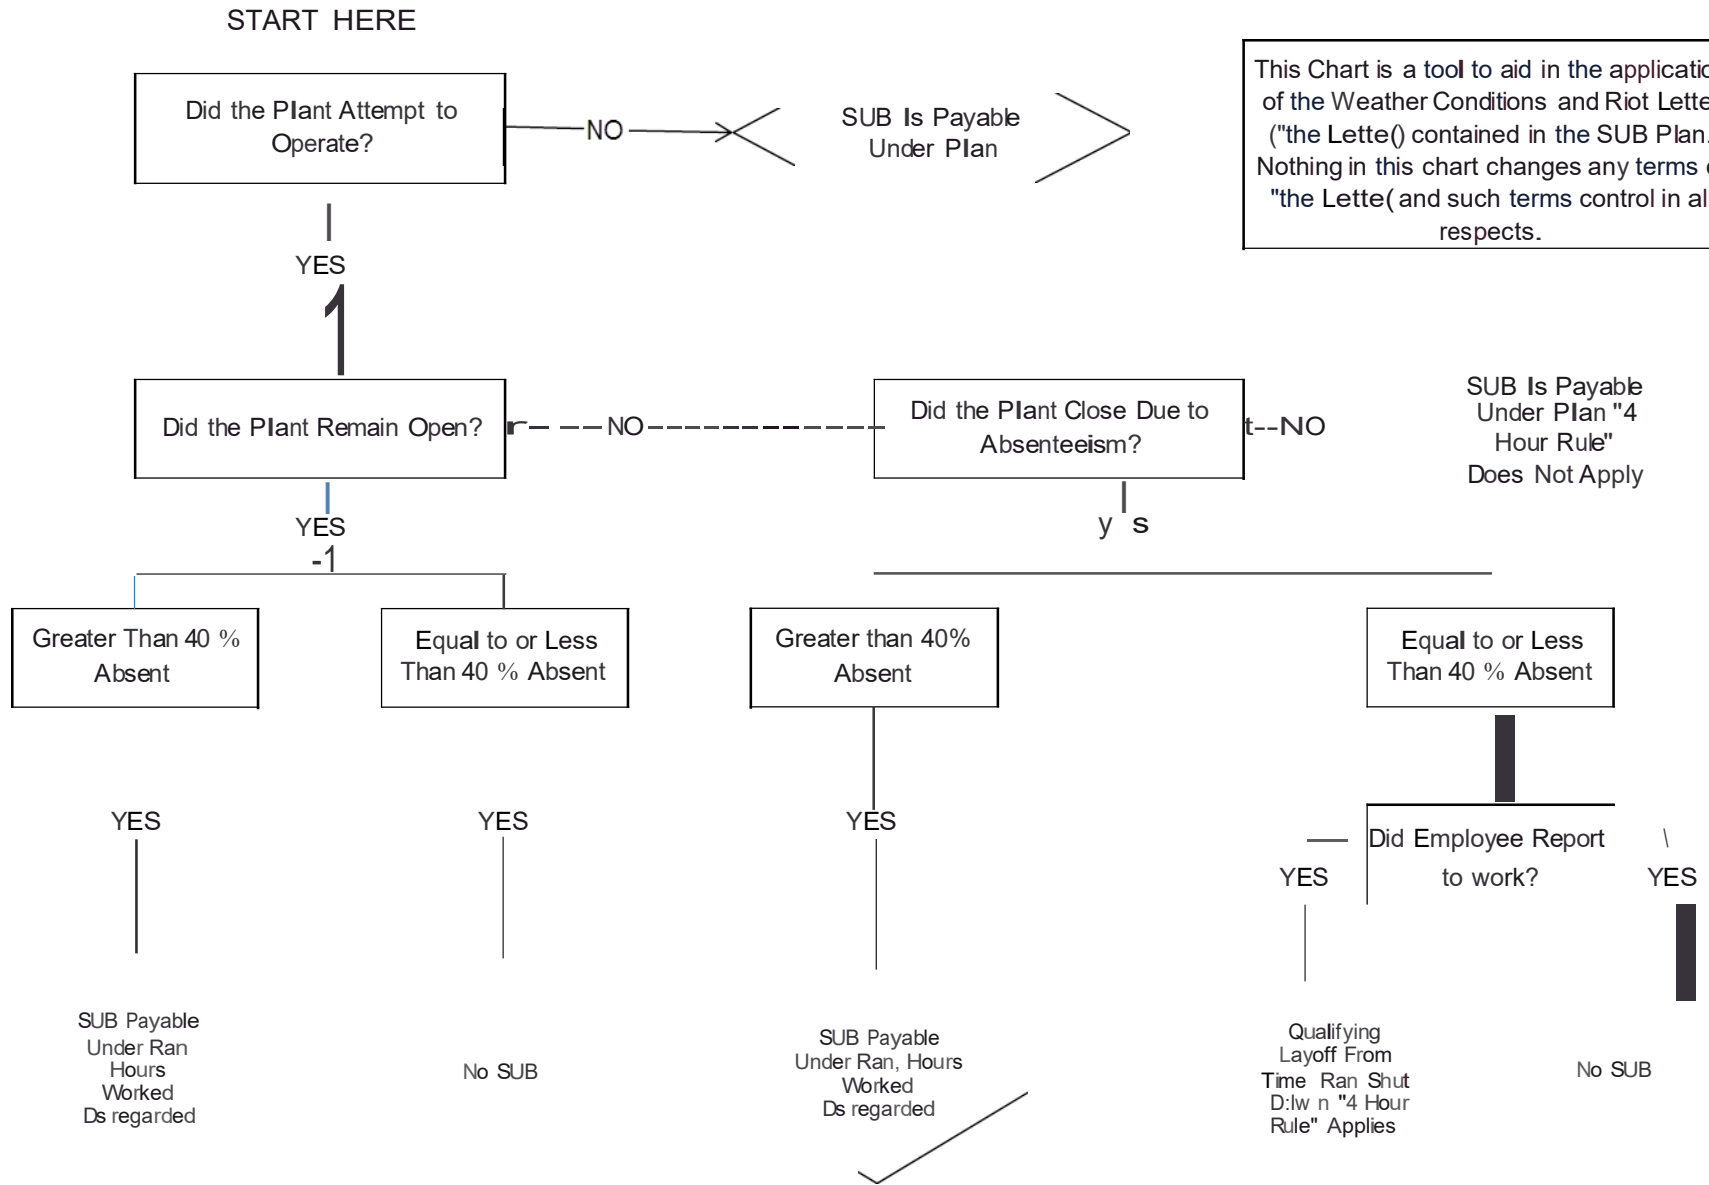 START HERE
Did the Plant Attempt to
Operate?
NO
SUB Is Payable
Under Plan
This Chart is a tool to aid in the applicatio
of the Weather Conditions and Riot Lette
("the Lette() contained in the SUB Plan.
Nothing in this chart changes any terms o
"the Lette( and such terms control in al
respects.
YES
1
Did the Plant Remain Open?
r----NO
Did the Plant Close Due to
Absenteeism?
t--NO
SUB Is Payable
Under Plan "4
Hour Rule"
Does Not Apply
YES
-1
y s
Greater Than 40 %
Absent
Equal to or Less
Than 40 % Absent
Greater than 40%
Absent
Equal to or Less
Than 40 % Absent
YES
YES
YES
Did Employee Report
to work?
\
YES
YES
SUB Payable
Under Ran
Hours
Worked
Ds regarded
No SUB
SUB Payable
Under Ran, Hours
Worked
Ds regarded
Qualifying
Layoff From
Time Ran Shut
D:lw n "4 Hour
Rule" Applies
No SUB